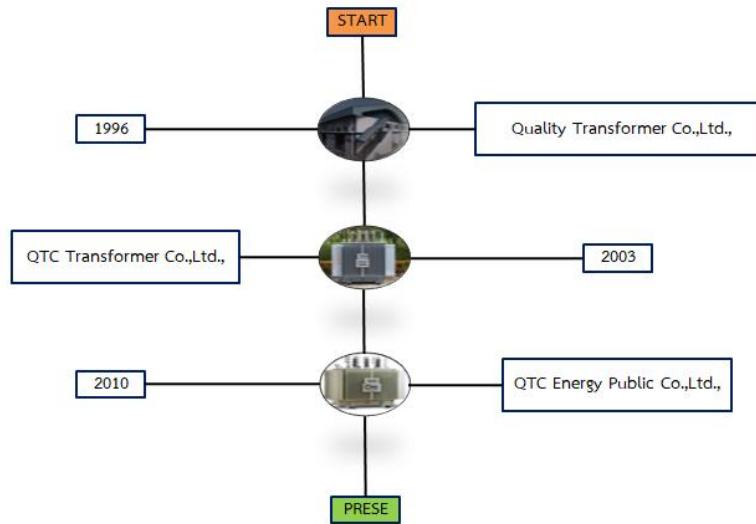 START
1996
Quality Transformer Co.,Ltd.,
QTC Transformer Co.,Ltd.,
2003
2010
QTC Energy Public Co.,Ltd.,
PRESE